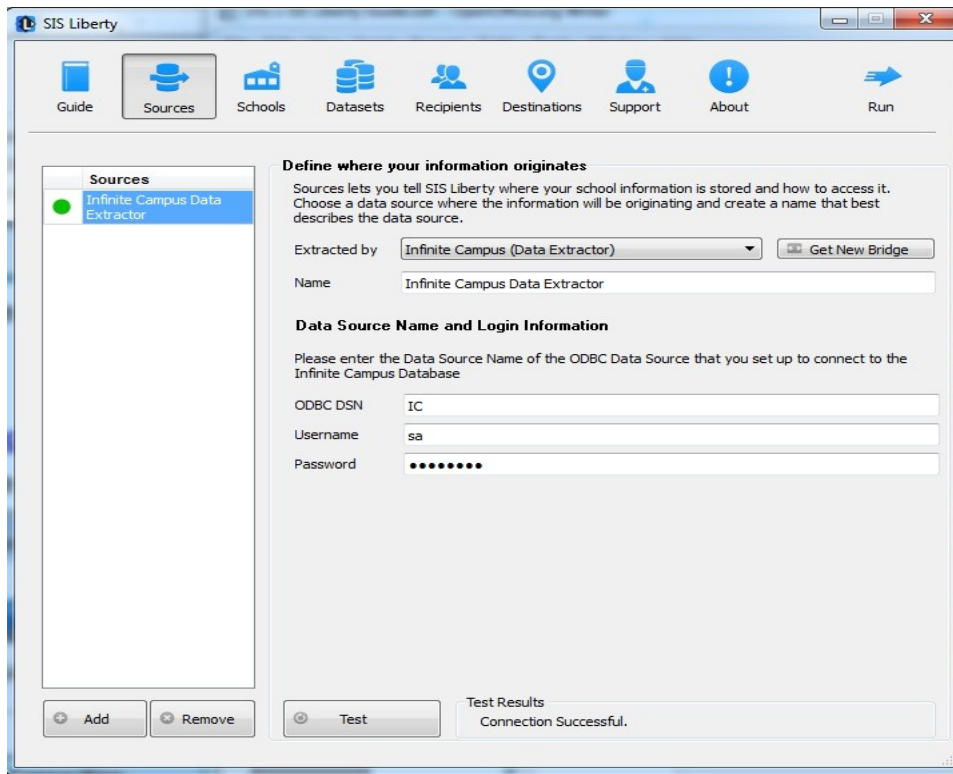 SIS Liberty
Guide
Sources
Schools
Datasets
Recipients
Destinations
Support
About
Run
Sources
Infinite Campus Data
Extractor
Define where your information originates
Sources lets you tell SIS Liberty where your school information is stored and how to access it.
Choose a data source where the information will be originating and create a name that best
describes the data source.
Extracted by
Infinite Campus (Data Extractor)
Get New Bridge
Name
Infinite Campus Data Extractor
Data Source Name and Login Information
Please enter the Data Source Name of the ODBC Data Source that you set up to connect to the
Infinite Campus Database
ODBC DSN
IC
Username
sa
Password
●●●●●●●●
Add
Remove
Test
Test Results
Connection Successful.